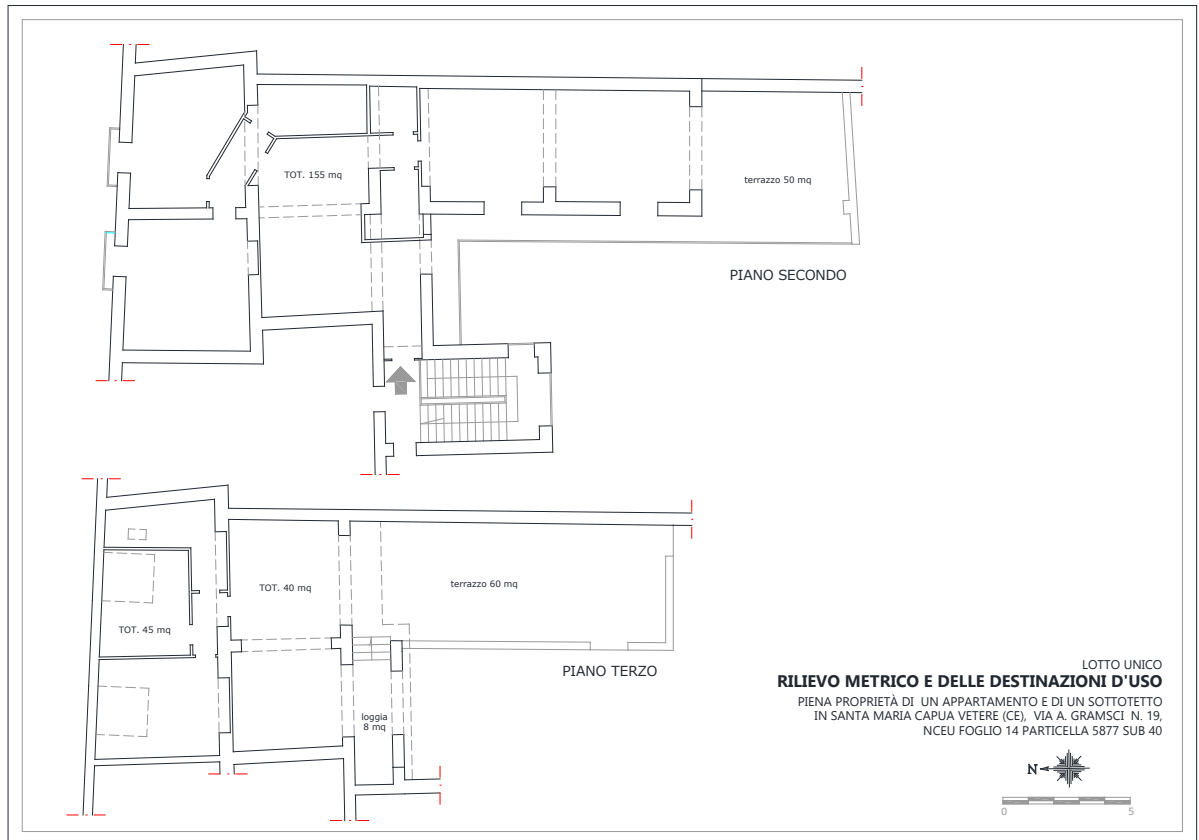 TOT. 155 mq
terrazzo 50 mq
PIANO SECONDO
TOT. 40 mq
terrazzo 60 mq
TOT. 45 mq
PIANO TERZO
loggia
8 mq
LOTTO UNICO
RILIEVO METRICO E DELLE DESTINAZIONI D'USO
PIENA PROPRIETÀ DI UN APPARTAMENTO E DI UN SOTTOTETTO
IN SANTA MARIA CAPUA VETERE (CE), VIA A. GRAMSCI N. 19,
NCEU FOGLIO 14 PARTICELLA 5877 SUB 40
N
0 5